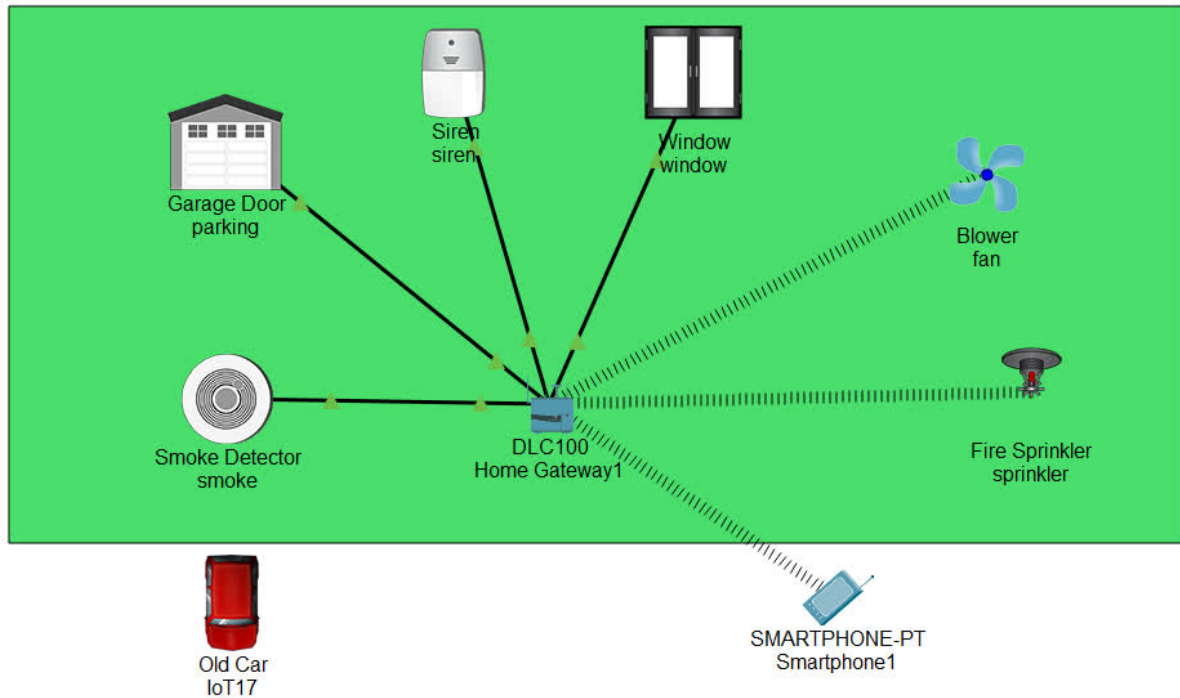 Siren
siren
Window
window
Garage Door
parking
Blower
fan
Smoke Detector
smoke
DLC100
Home Gateway1
Fire Sprinkler
sprinkler
Old Car
IoT17
SMARTPHONE-PT
Smartphone1